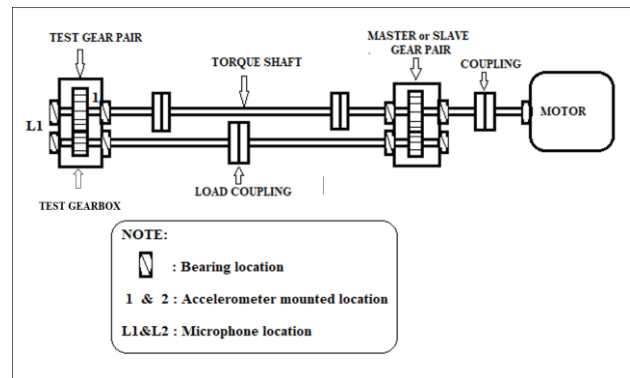 TEST GEAR PAIR
MASTER or SLAVE
GEAR PAIR
TORQUE SHAFT
COUPLING
1
L1
MOTOR
LOAD COUPLING
TEST GEARBOX
NOTE:
: Bearing location
1 & 2 : Accelerometer mounted location
L1&L2 : Microphone location